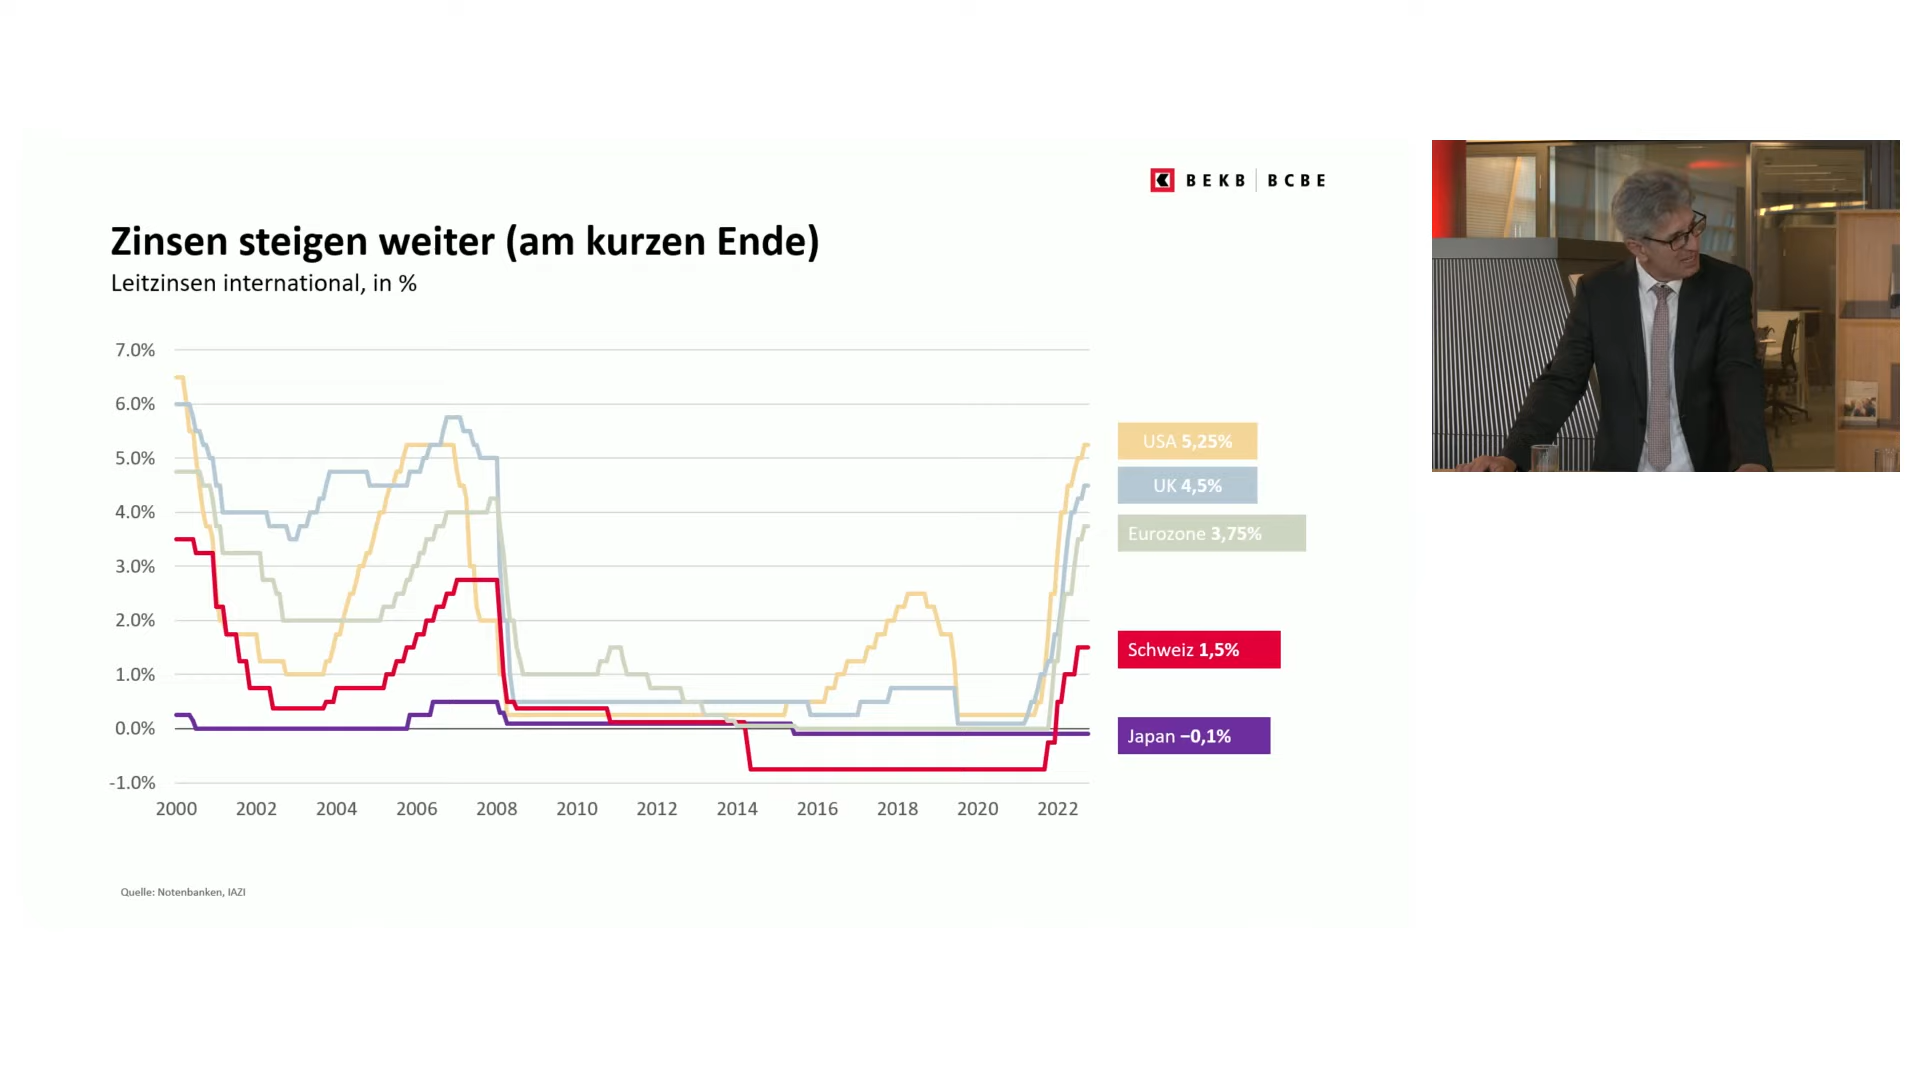 BEKB | BCBE
Zinsen steigen weiter (am kurzen Ende)
Leitzinsen international, in %
7.0%
6.0%
5.0%
4.0%
3.0%
2.0%
1.0%
0.0%
-1.0%
2000 2002 2004 2006 2008 2010 2012 2014 2016 2018 2020 2022
USA 5,25%
UK 4,5%
Eurozone 3,75%
Schweiz 1,5%
Japan –0,1%
Quelle: Notenbanken, IAZI